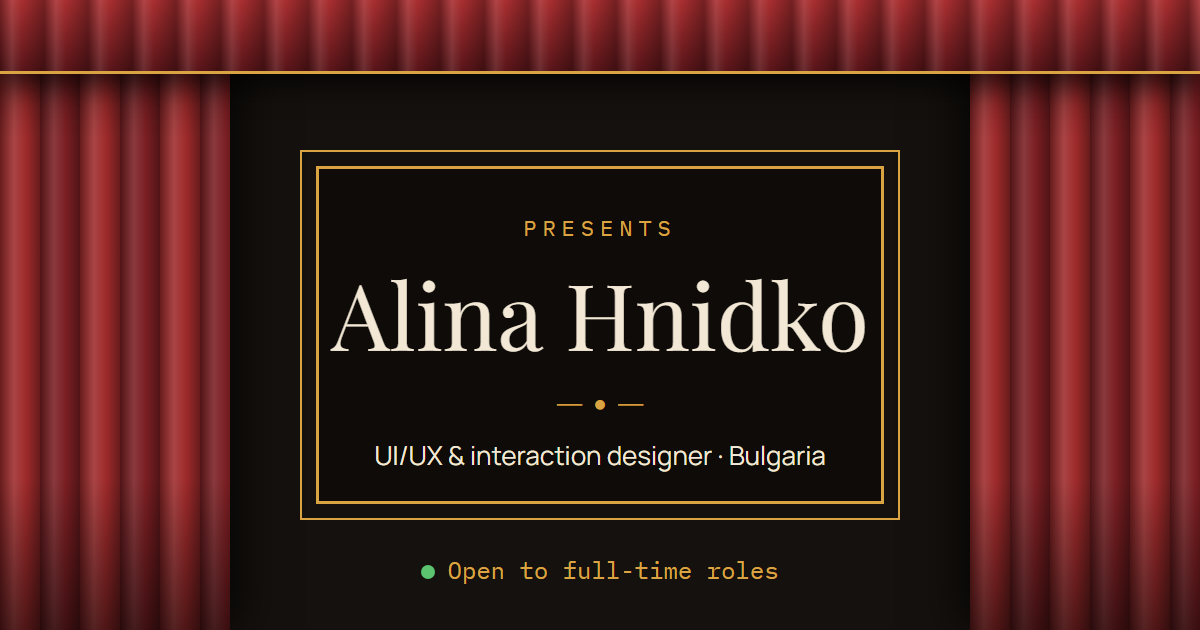 PRESENTS
Alina Hnidko
UI/UX & interaction designer · Bulgaria
Open to full-time roles